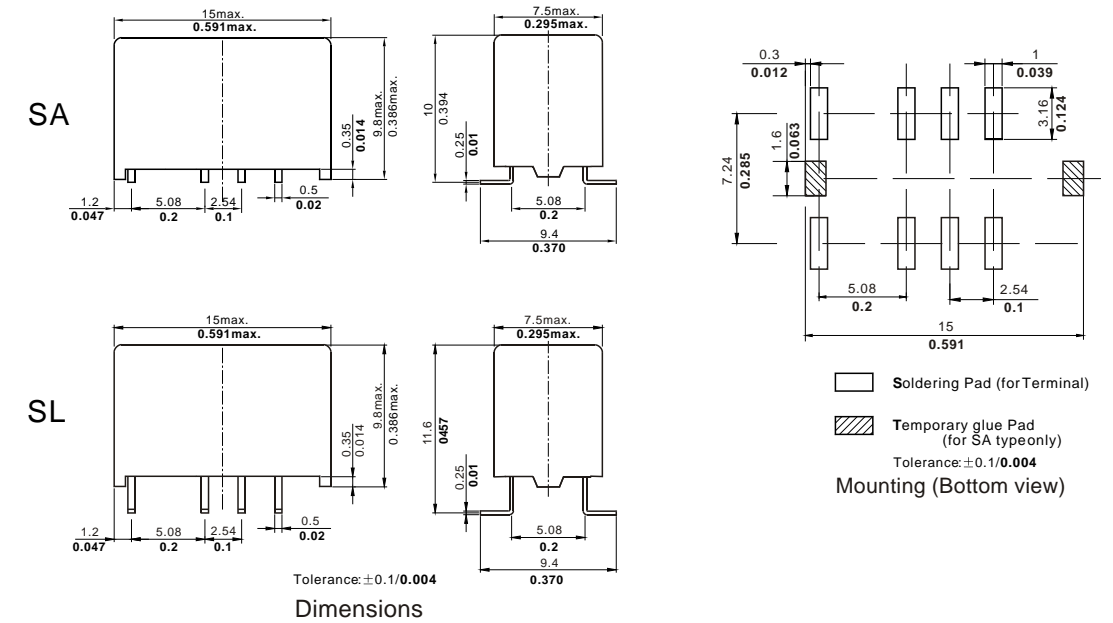 SA
15max.
0.591max.
0.35
0.014
9.8max.
0.386max.
1.2
0.047
5.08
0.2
2.54
0.1
0.5
0.02
7.5max.
0.295max.
10
0.394
0.25
0.01
5.08
0.2
9.4
0.370
SL
15max.
0.591max.
0.35
0.014
9.8max.
0.386max.
1.2
0.047
5.08
0.2
2.54
0.1
0.5
0.02
7.5max.
0.295max.
11.6
0457
0.25
0.01
5.08
0.2
9.4
0.370
Tolerance:±0.1/0.004
Dimensions
0.3
0.012
1
0.039
3.16
0.124
1.6
0.063
7.24
0.285
5.08
0.2
2.54
0.1
15
0.591
Soldering Pad (for Terminal)
Temporary glue Pad
(for SA type only)
Tolerance:±0.1/0.004
Mounting (Bottom view)